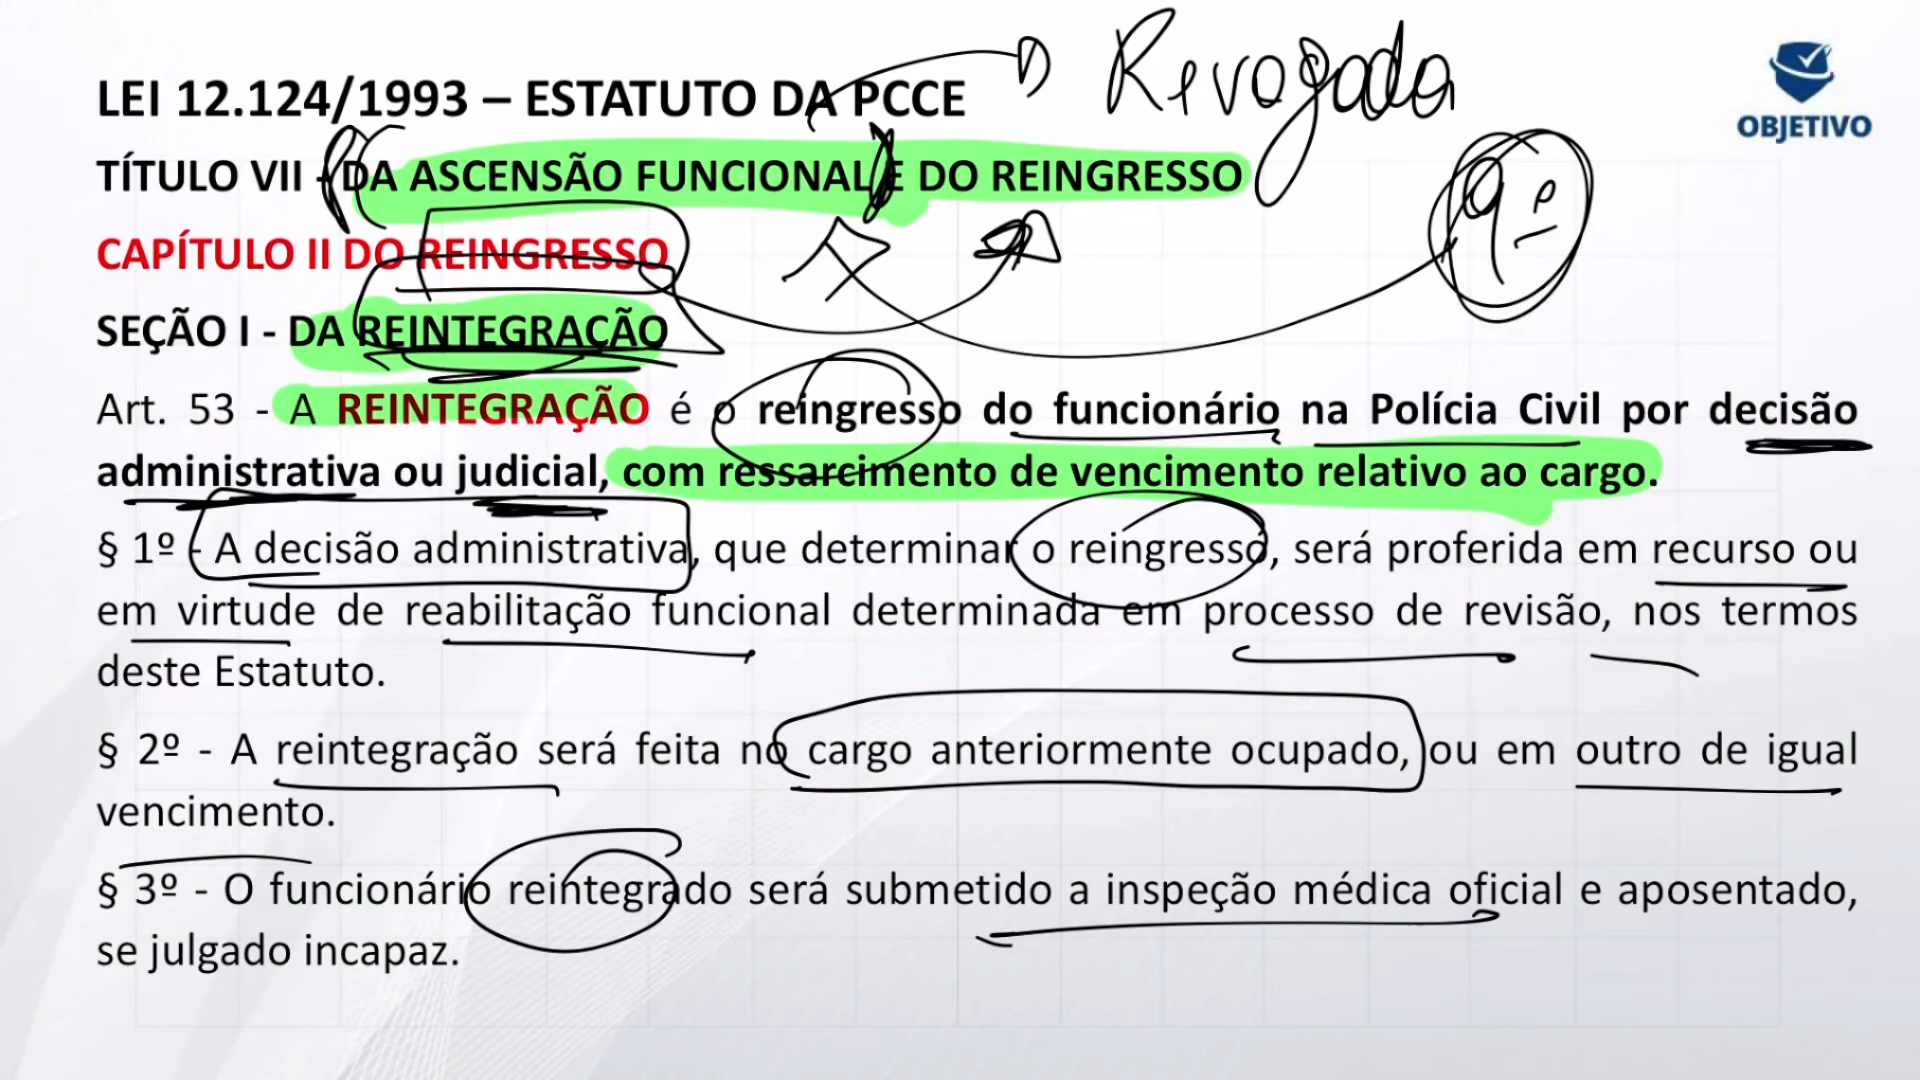 LEI 12.124/1993 – ESTATUTO DA PCCE
Revogada
OBJETIVO
TÍTULO VII - DA ASCENSÃO FUNCIONAL E DO REINGRESSO
9º
CAPÍTULO II DO REINGRESSO
SEÇÃO I - DA REINTEGRAÇÃO
Art. 53 - A REINTEGRAÇÃO é o reingresso do funcionário na Polícia Civil por decisão
administrativa ou judicial, com ressarcimento de vencimento relativo ao cargo.
§ 1º - A decisão administrativa, que determinar o reingresso, será proferida em recurso ou
em virtude de reabilitação funcional determinada em processo de revisão, nos termos
deste Estatuto.
§ 2º - A reintegração será feita no cargo anteriormente ocupado, ou em outro de igual
vencimento.
§ 3º - O funcionário reintegrado será submetido a inspeção médica oficial e aposentado,
se julgado incapaz.